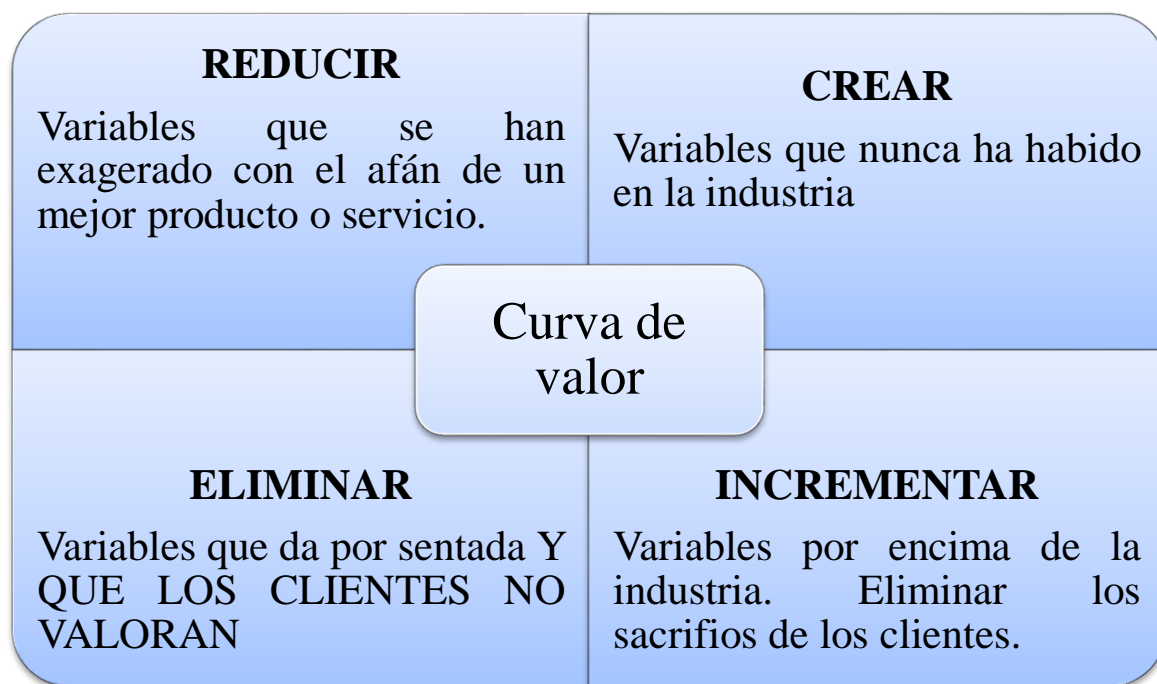 REDUCIR
Variables que se han
exagerado con el afán de un
mejor producto o servicio.
CREAR
Variables que nunca ha habido
en la industria
Curva de
valor
ELIMINAR
Variables que da por sentada Y
QUE LOS CLIENTES NO
VALORAN
INCREMENTAR
Variables por encima de la
industria. Eliminar los
sacrifios de los clientes.